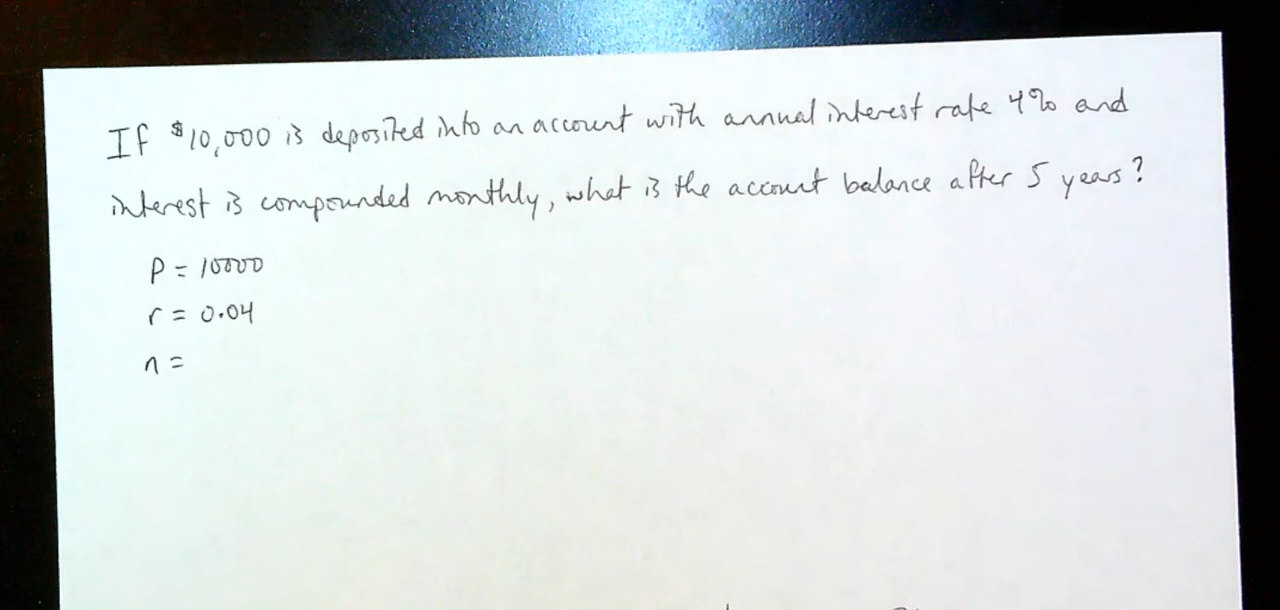 If $10,000 is deposited into an account with annual interest rate 4% and
interest is compounded monthly, what is the account balance after 5 years?
P = 10000
r = 0.04
n =